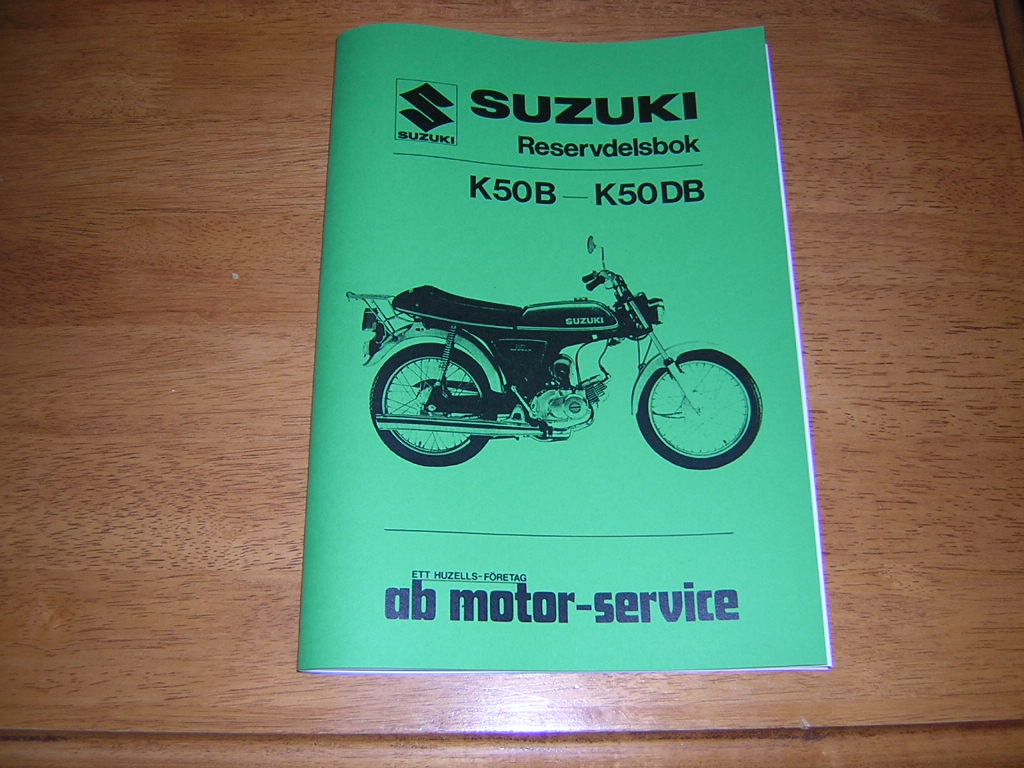 SUZUKI
SUZUKI
Reservdelsbok
K50B — K50DB
SUZUKI
ETT HUZELLS-FÖRETAG
ab motor-service